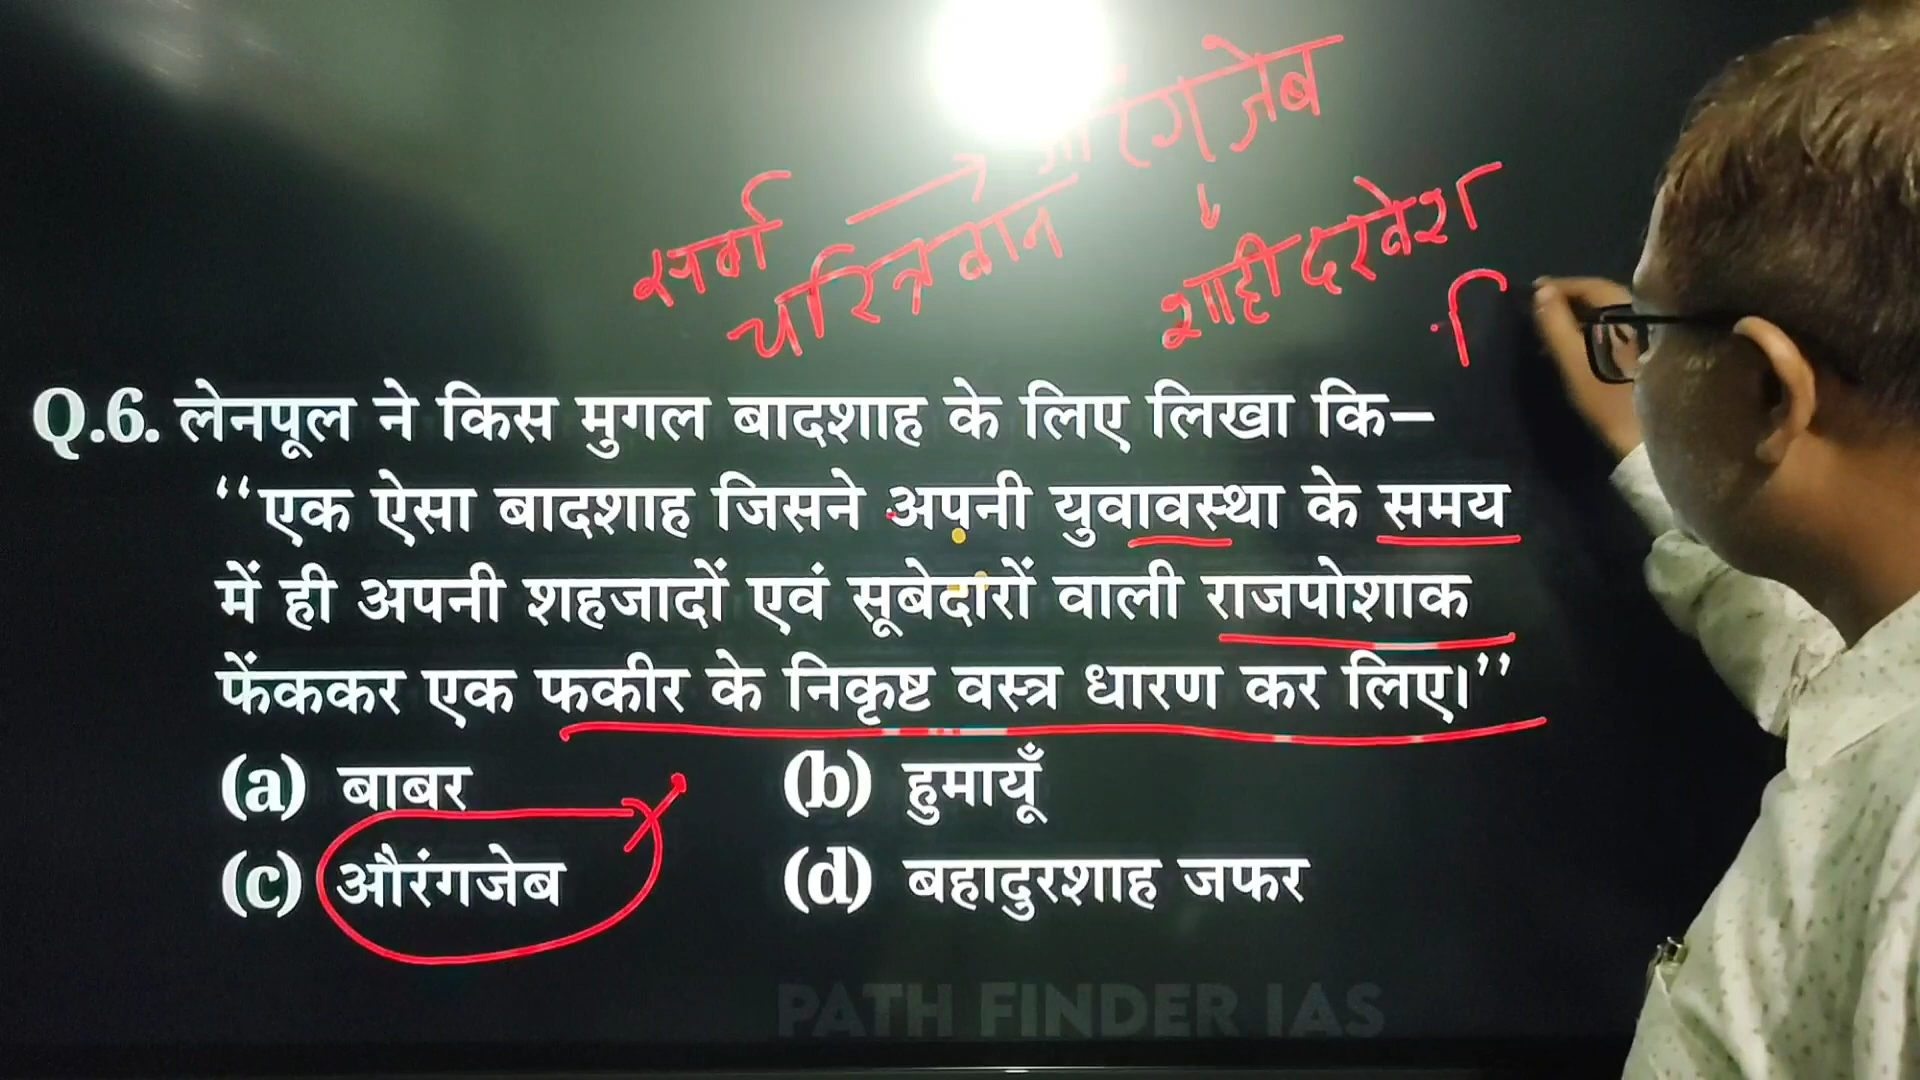 औरंगजेब
चरित्रवान
शाही दरवेश
Q.6. लेनपूल ने किस मुगल बादशाह के लिए लिखा कि–
‘‘एक ऐसा बादशाह जिसने अपनी युवावस्था के समय
में ही अपनी शहजादों एवं सूबेदारों वाली राजपोशाक
फेंककर एक फकीर के निकृष्ट वस्त्र धारण कर लिए।’’
(a) बाबर (b) हुमायूँ
(c) औरंगजेब (d) बहादुरशाह जफर
PATH FINDER IAS